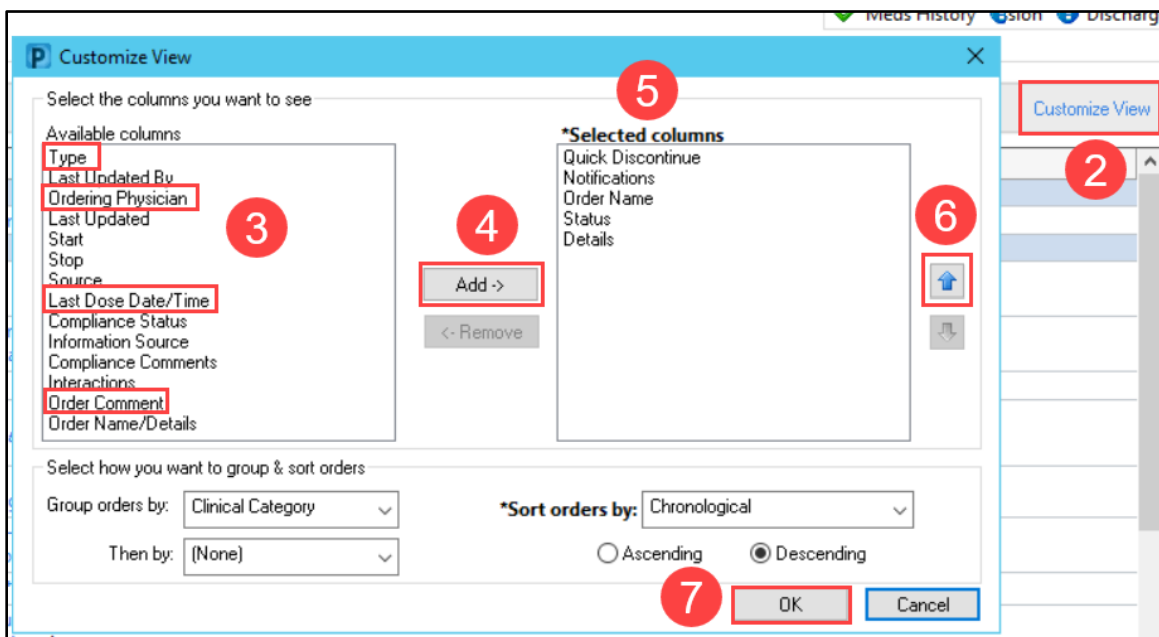 Meds History
Discharg
P Customize View
Select the columns you want to see
5
Customize View
Available columns
*Selected columns
Type
Last Updated By
Ordering Physician
Last Updated
Start
Stop
Source
Last Dose Date/Time
Compliance Status
Information Source
Compliance Comments
Interactions
Order Comment
Order Name/Details
3
4
Add ->
<- Remove
Quick Discontinue
Notifications
Order Name
Status
Details
2
6
Select how you want to group & sort orders
Group orders by: Clinical Category
*Sort orders by: Chronological
Then by: (None)
Ascending Descending
7
OK Cancel